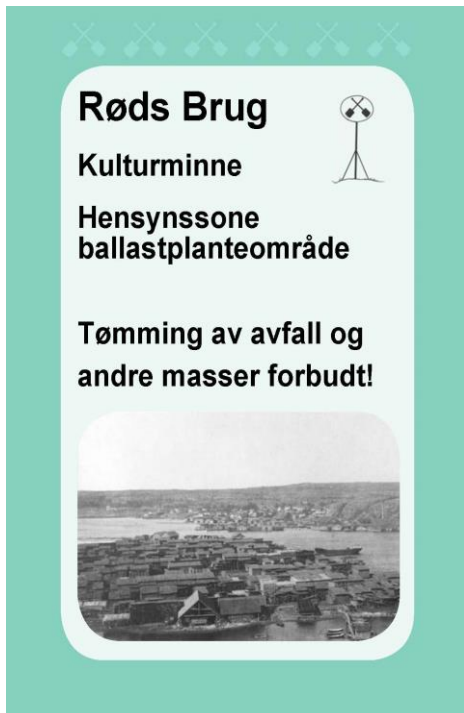 Røds Brug
Kulturminne
Hensynssone
ballastplanteområde
Tømming av avfall og
andre masser forbudt!